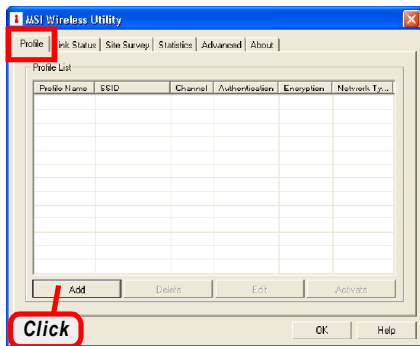 MSI Wireless Utility
Profile Link Status Site Survey Statistics Advanced About
Profile List
Profile Name SSID Channel Authentication Encryption Network Ty...
Add Delete Edit Activate
Click
OK Help